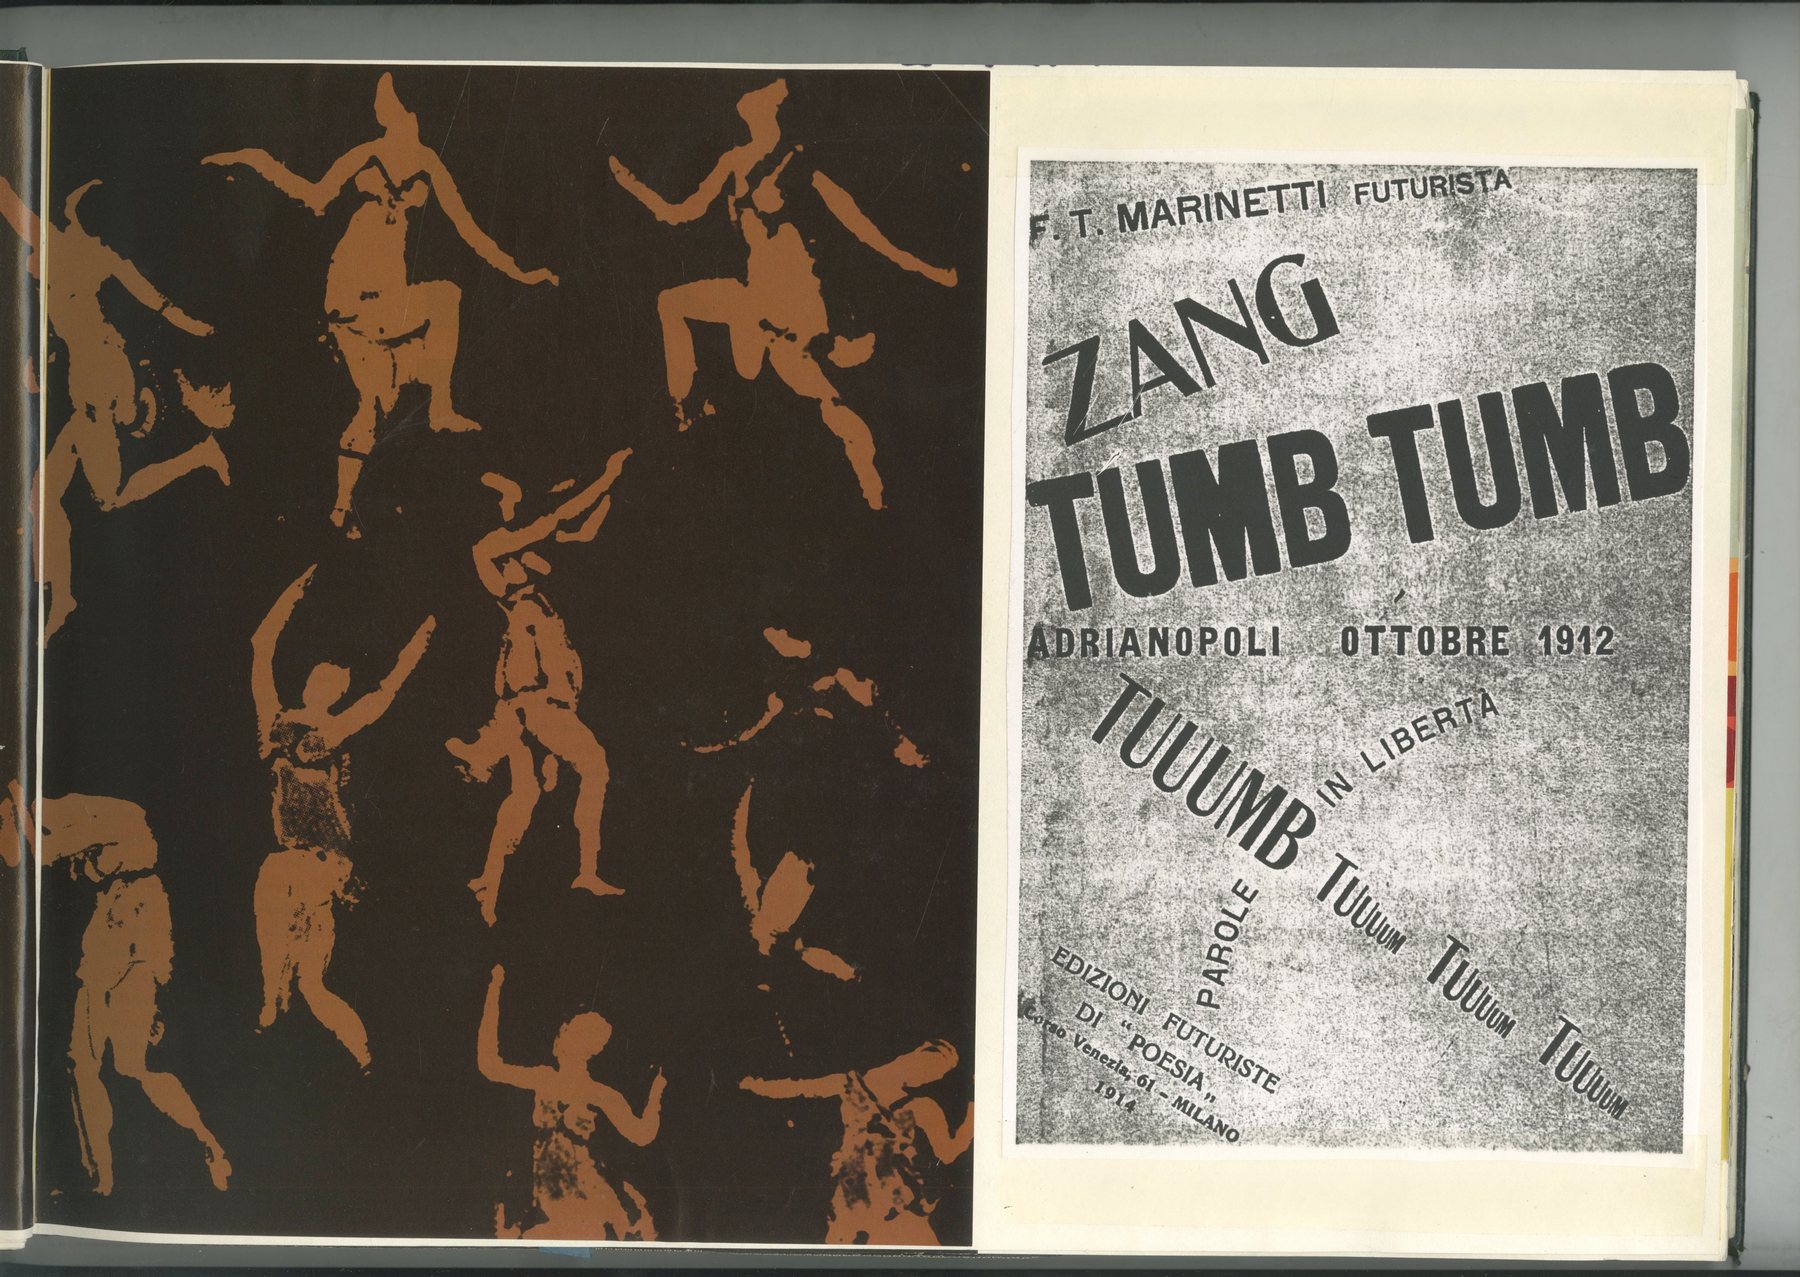 F. T. MARINETTI FUTURISTA
ZANG
TUMB TUMB
ADRIANOPOLI OTTOBRE 1912
TUUUMB
TUUUUM
TUUUUM
TUUUUM
PAROLE
IN LIBERTÀ
EDIZIONI FUTURISTE
DI "POESIA"
Corso Venezia, 61 - MILANO
1914